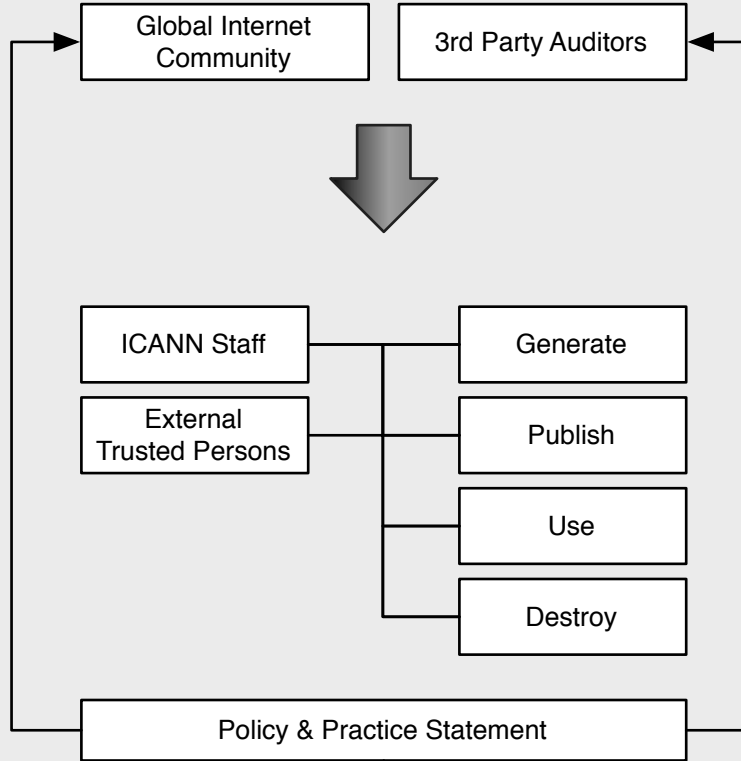 Global Internet
Community
3rd Party Auditors
ICANN Staff
Generate
External
Trusted Persons
Publish
Use
Destroy
Policy & Practice Statement